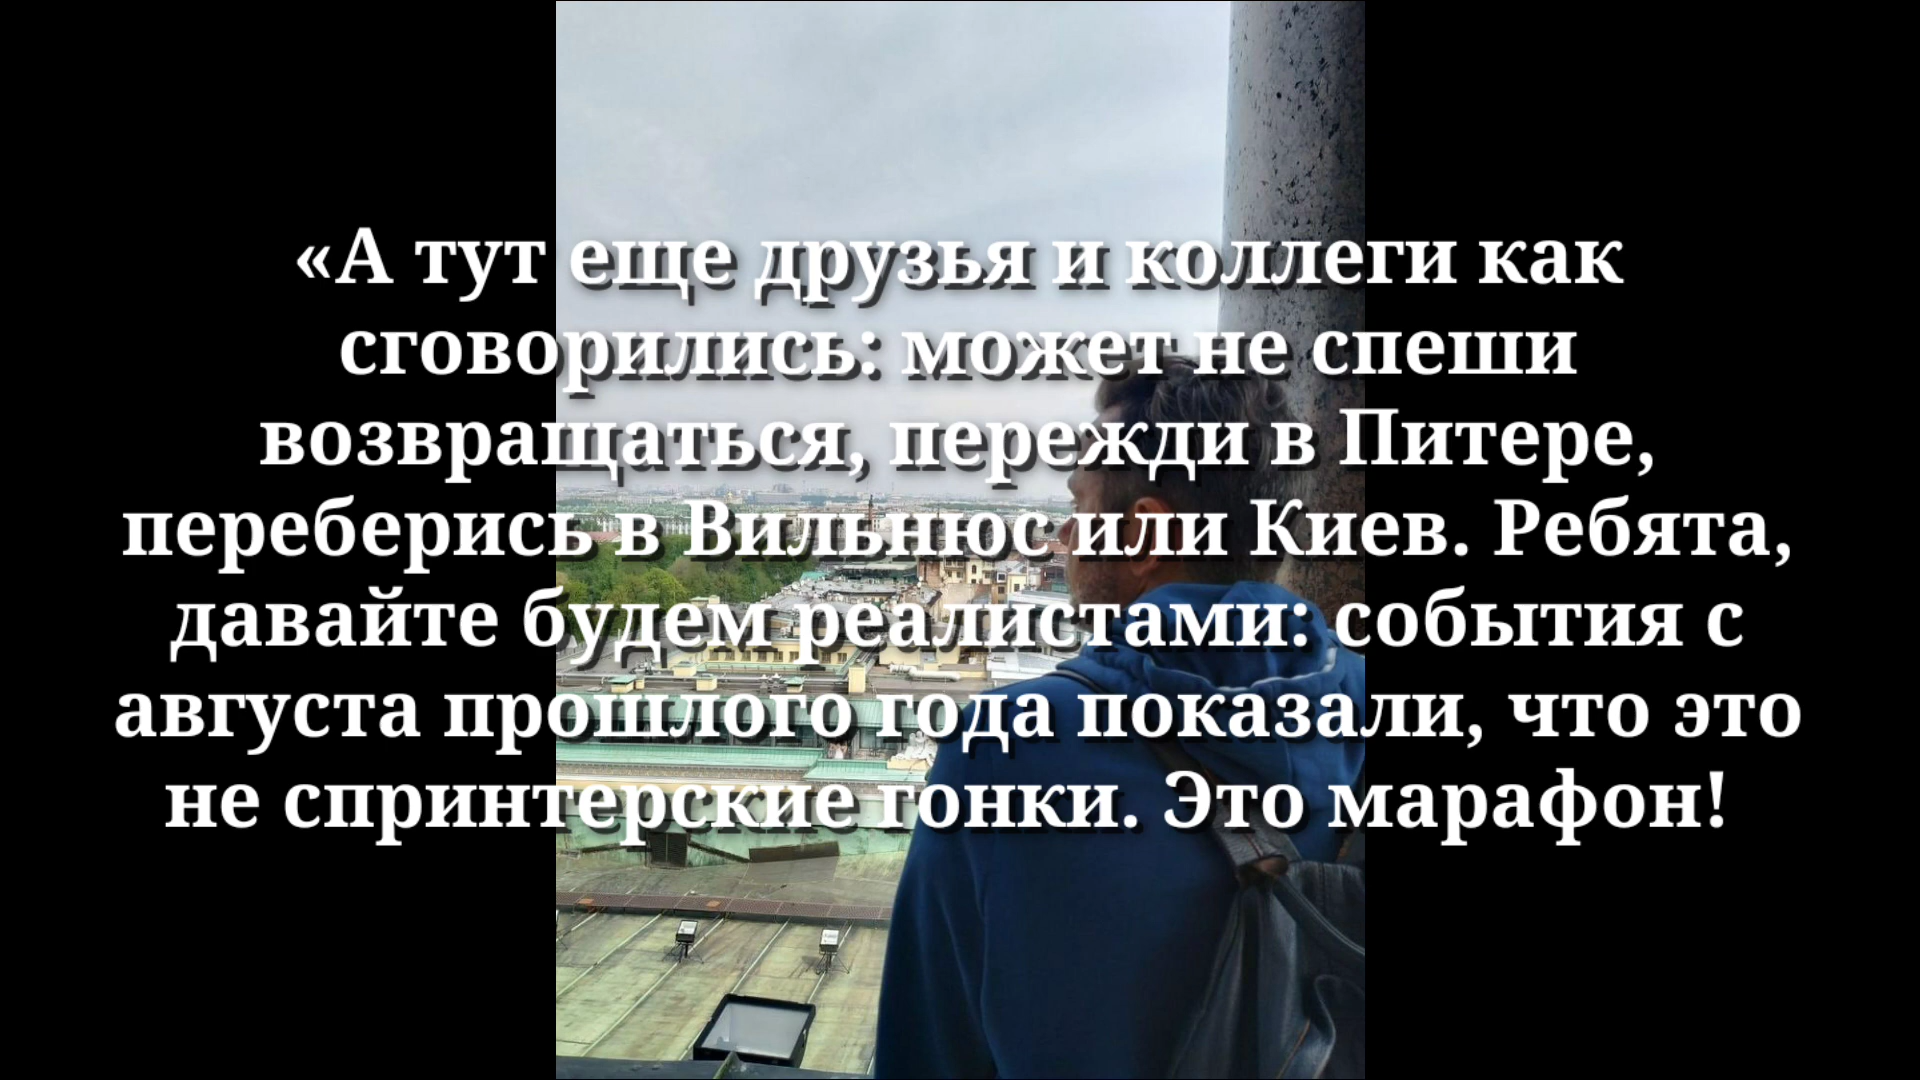 «А тут еще друзья и коллеги как
сговорились: может не спеши
возвращаться, пережди в Питере,
переберись в Вильнюс или Киев. Ребята,
давайте будем реалистами: события с
августа прошлого года показали, что это
не спринтерские гонки. Это марафон!